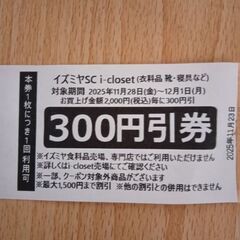 本券1枚につき1回利用可
イズミヤSC i-closet(衣料品 靴・寝具など)
対象期間 2025年11月28日(金)~12月1日(月)
お買上げ金額2,000円(税込)毎に300円引
300円引券
※イズミヤ食料品売場、専門店ではご利用いただけません
※詳しくはi-closet売場にてご確認ください
※一部、クーポン対象外商品がございます
※最大1,500円まで割引 ※他の割引との併用はできません
2025年11月23日